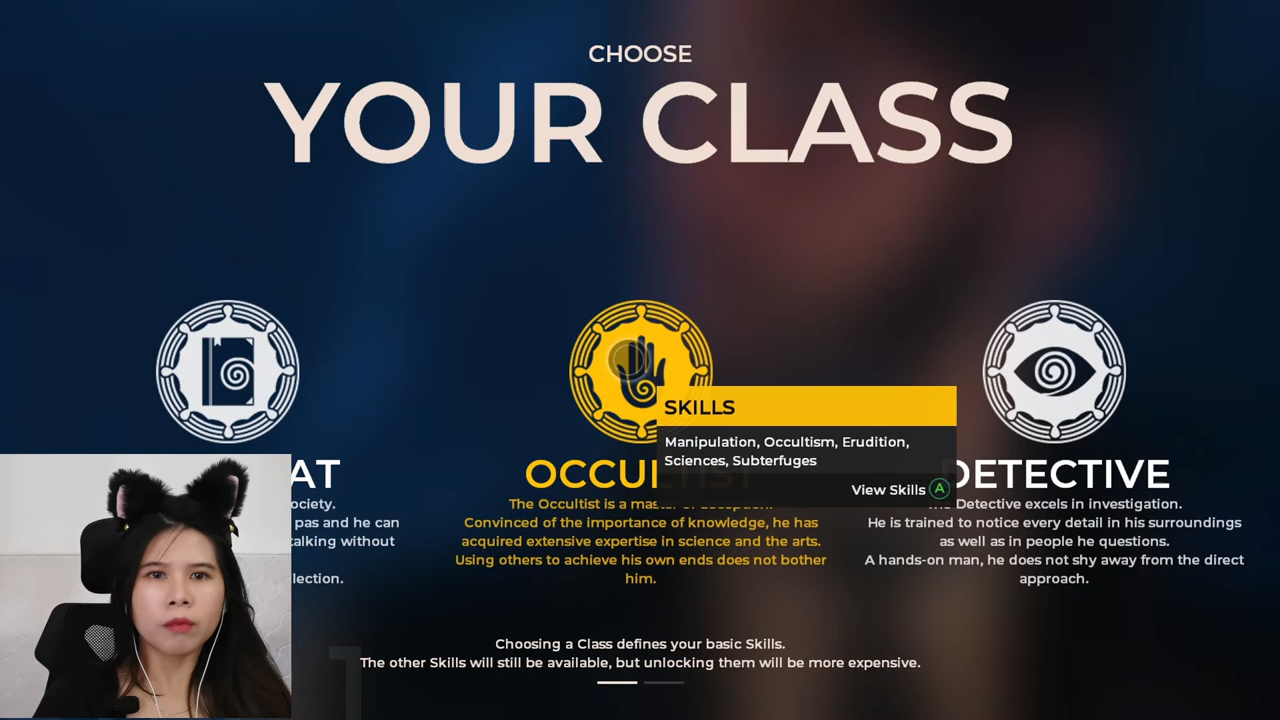 CHOOSE
YOUR CLASS
SKILLS
Manipulation, Occultism, Erudition,
Sciences, Subterfuges
View Skills A
AT
ociety.
pas and he can
alking without
lection.
OCCU
The Occultist is a master of deception.
Convinced of the importance of knowledge, he has
acquired extensive expertise in science and the arts.
Using others to achieve his own ends does not bother
him.
DETECTIVE
The Detective excels in investigation.
He is trained to notice every detail in his surroundings
as well as in people he questions.
A hands-on man, he does not shy away from the direct
approach.
Choosing a Class defines your basic Skills.
The other Skills will still be available, but unlocking them will be more expensive.